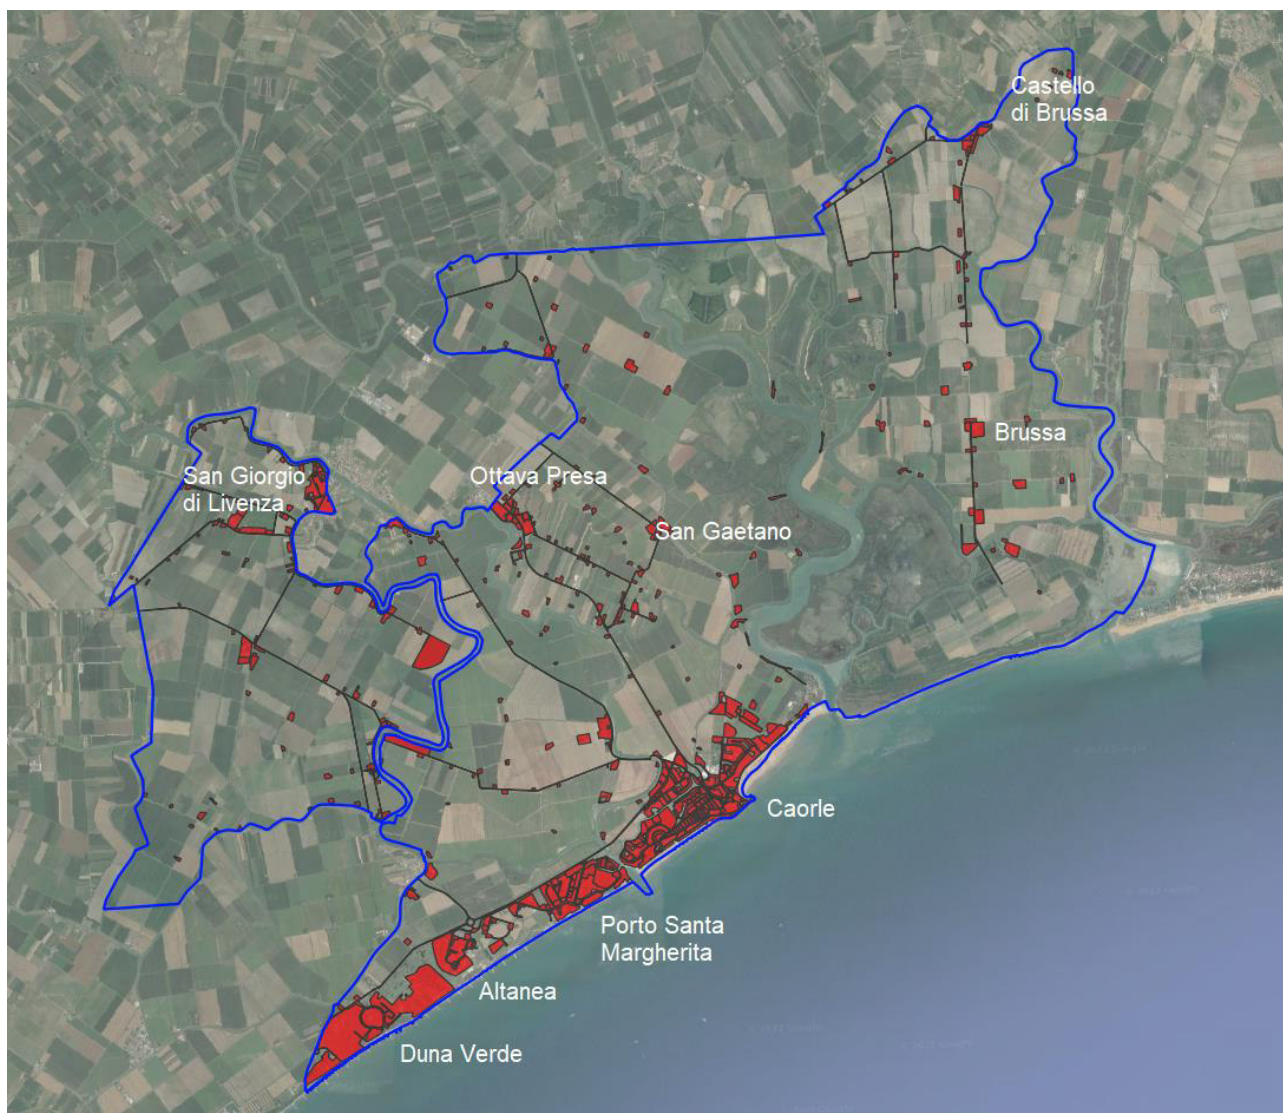 Castello
di Brussa
Brussa
San Giorgio
di Livenza
Ottava Presa
San Gaetano
Caorle
Porto Santa
Margherita
Altanea
Duna Verde